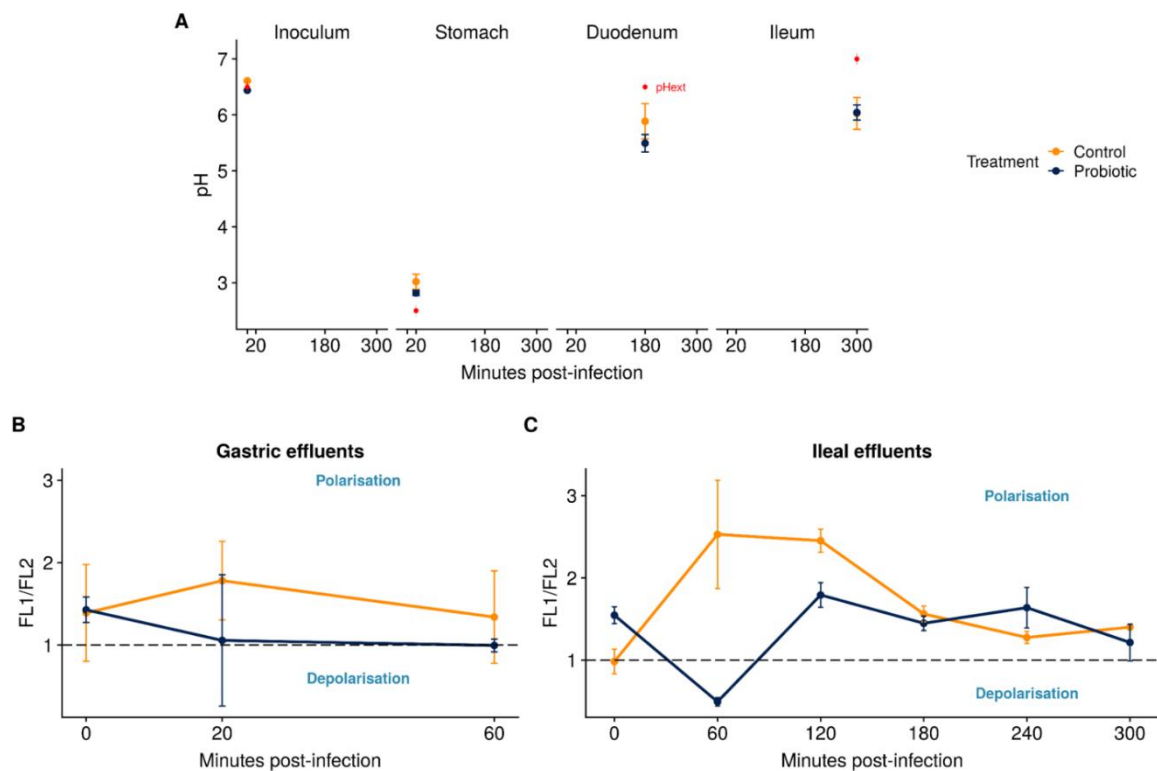 A
Inoculum Stomach Duodenum Ileum
7
6
5
4
3
pH
pHext
Treatment
Control
Probiotic
20 180 300 20 180 300 20 180 300 20 180 300
Minutes post-infection
B
Gastric effluents
3
2
1
FL1/FL2
Polarisation
Depolarisation
0 20 60
Minutes post-infection
C
Ileal effluents
3
2
1
FL1/FL2
Polarisation
Depolarisation
0 60 120 180 240 300
Minutes post-infection